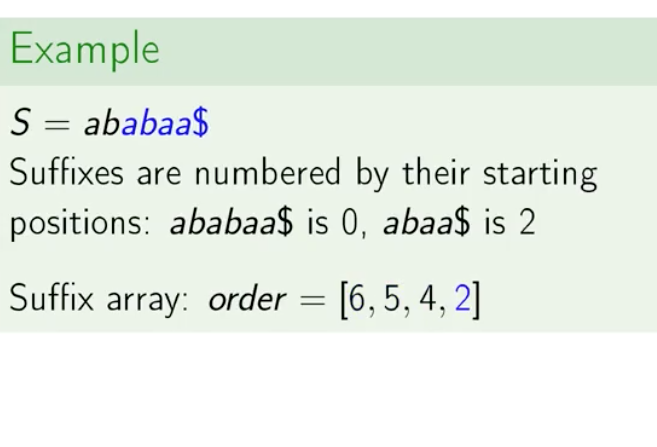 Example
S = ababaa$
Suffixes are numbered by their starting
positions: ababaa$ is 0, abaa$ is 2
Suffix array: order = [6, 5, 4, 2]